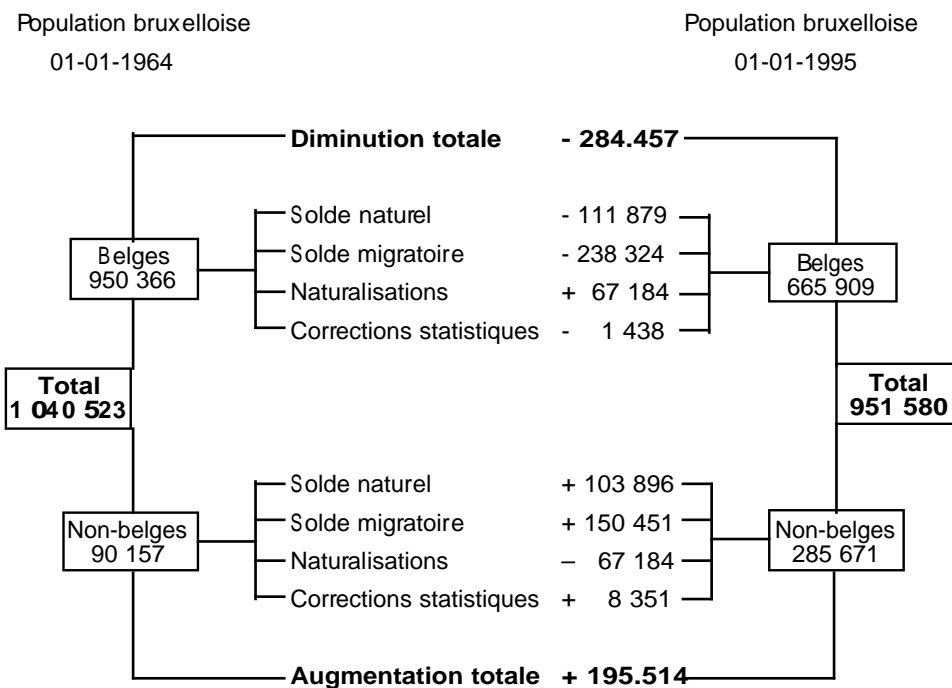 Population bruxelloise Population bruxelloise
01-01-1964 01-01-1995
Diminution totale - 284.457
Solde naturel - 111 879
Belges
950 366
Solde migratoire - 238 324
Naturalisations + 67 184
Corrections statistiques - 1 438
Belges
665 909
Total
1 040 523
Total
951 580
Solde naturel + 103 896
Non-belges
90 157
Solde migratoire + 150 451
Naturalisations – 67 184
Corrections statistiques + 8 351
Non-belges
285 671
Augmentation totale + 195.514